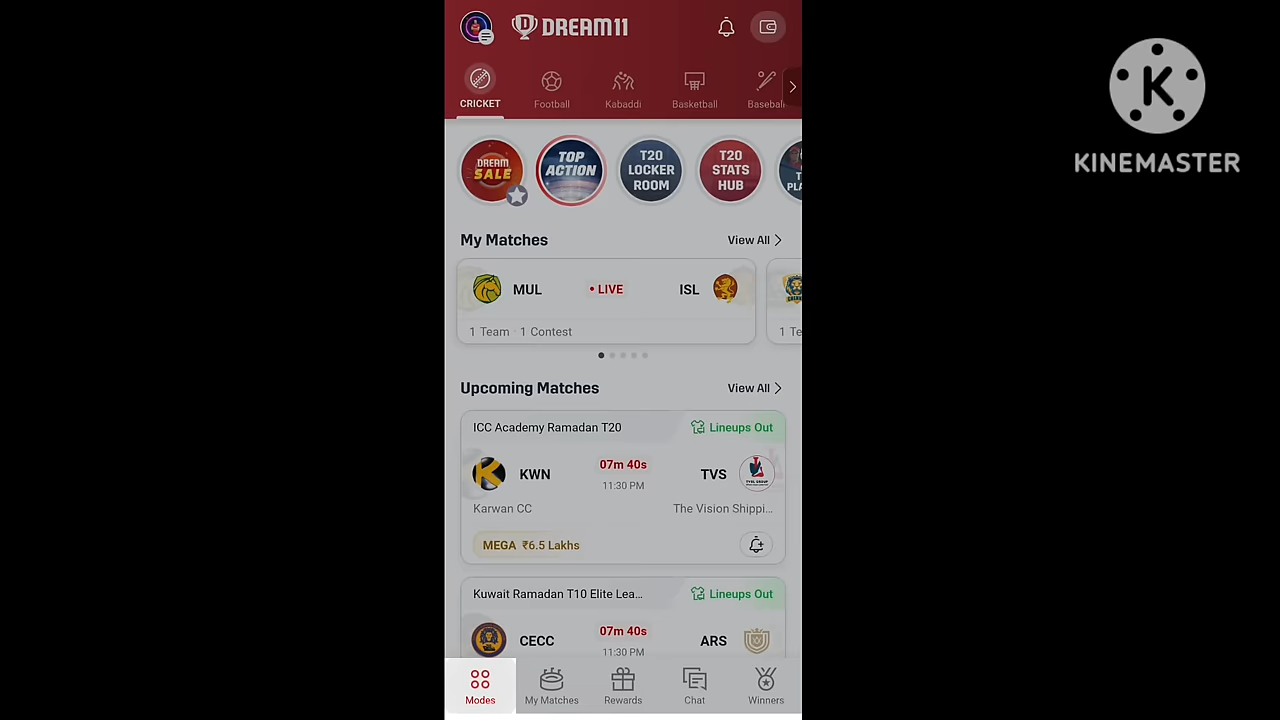 DREAM11
KINEMASTER
CRICKET Football Kabaddi Basketball Baseball
DREAM SALE
TOP ACTION
T20 LOCKER ROOM
T20 STATS HUB
My Matches View All
MUL • LIVE ISL
1 Team · 1 Contest
Upcoming Matches View All
ICC Academy Ramadan T20 Lineups Out
KWN 07m 40s TVS
11:30 PM
Karwan CC The Vision Shippi...
MEGA ₹6.5 Lakhs
Kuwait Ramadan T10 Elite Lea... Lineups Out
CECC 07m 40s ARS
11:30 PM
Modes My Matches Rewards Chat Winners